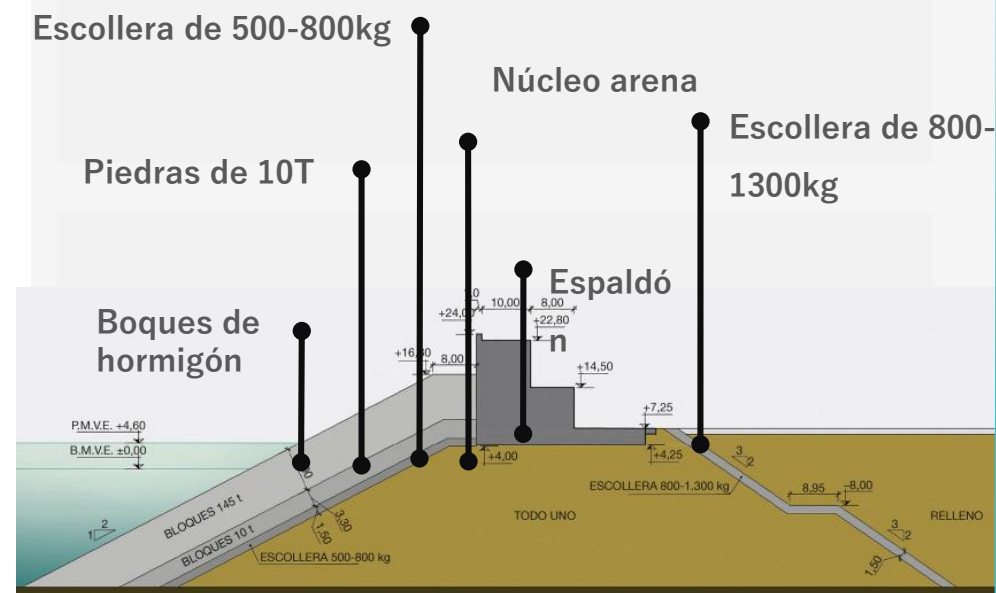 Escollera de 500-800kg
Núcleo arena
Escollera de 800-
1300kg
Piedras de 10T
Espaldó
n
Boques de
hormigón
10,00
8,00
+24,0
+22,80
+16,30
8,00
+14,50
+7,25
P.M.V.E. +4,60
B.M.V.E. ±0,00
+4,00
+4,25
3
2
ESCOLLERA 800-1.300 kg
8,95
-8,00
BLOQUES 145 t
2
1
3,30
1,50
TODO UNO
RELLENO
BLOQUES 10 t
ESCOLLERA 500-800 kg
3
2
1,50